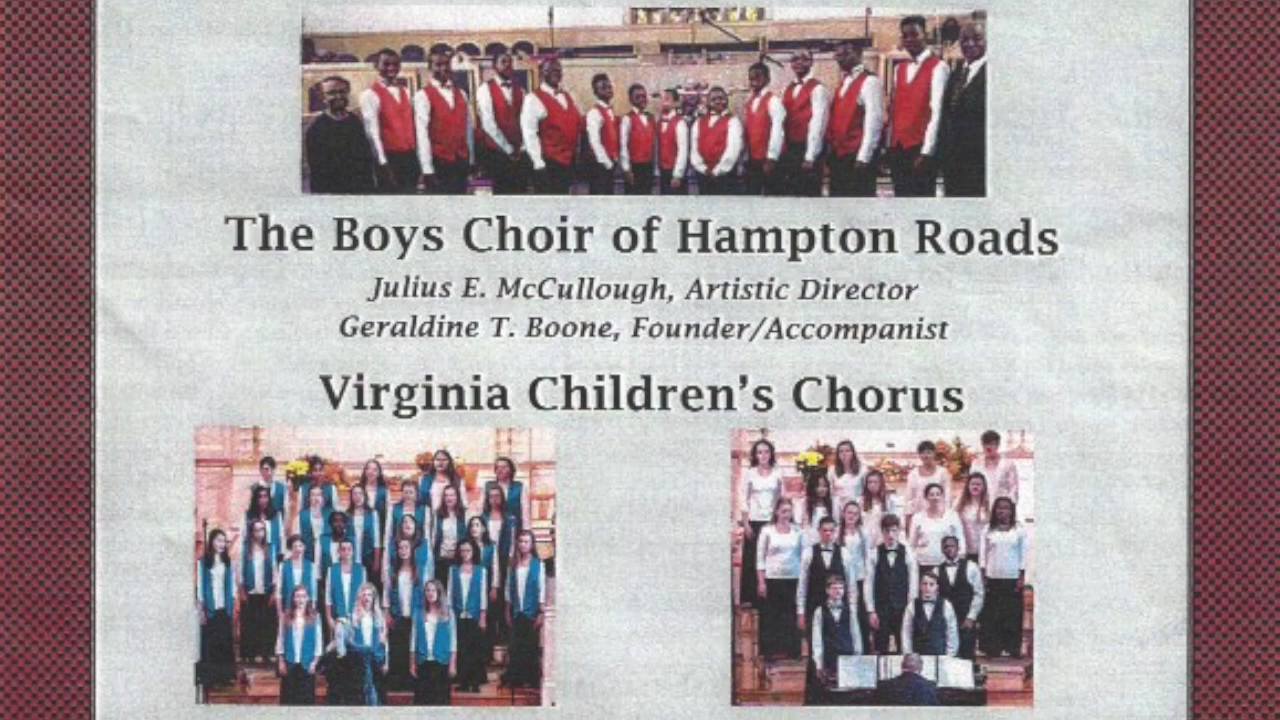 The Boys Choir of Hampton Roads
Julius E. McCullough, Artistic Director
Geraldine T. Boone, Founder/Accompanist
Virginia Children's Chorus